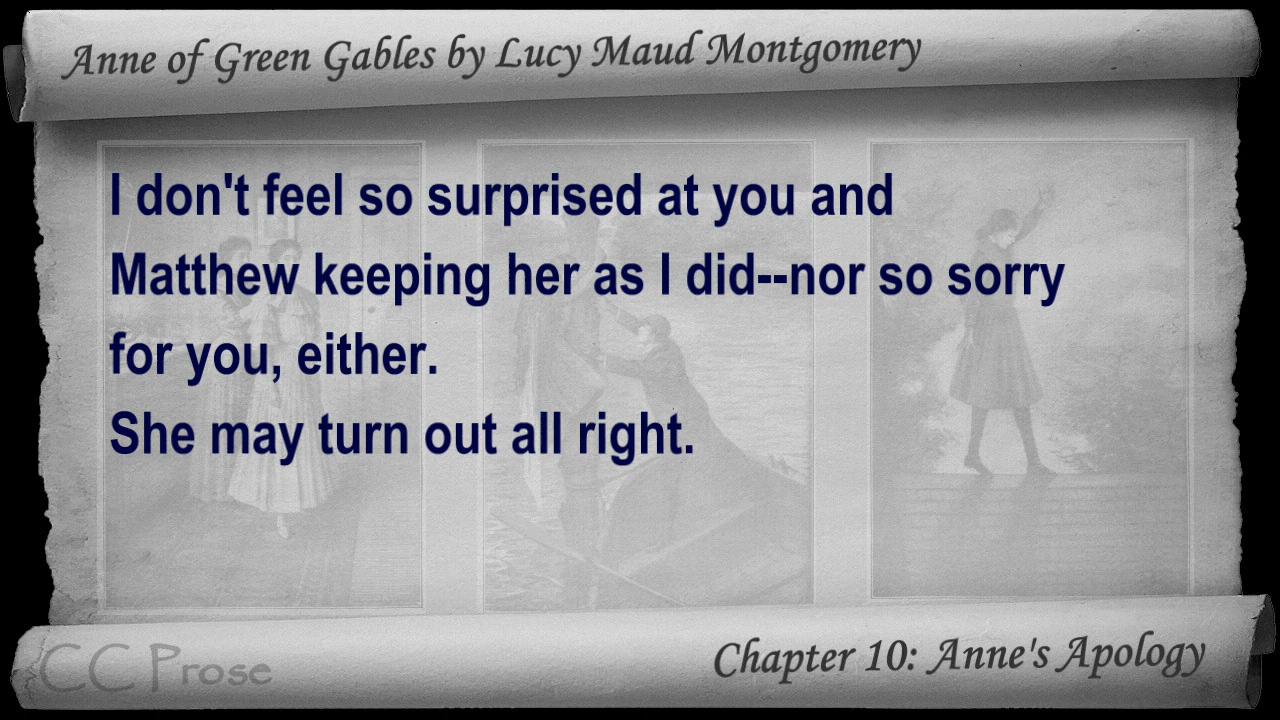 Anne of Green Gables by Lucy Maud Montgomery
I don't feel so surprised at you and
Matthew keeping her as I did--nor so sorry
for you, either.
She may turn out all right.
CC Prose
Chapter 10: Anne's Apology